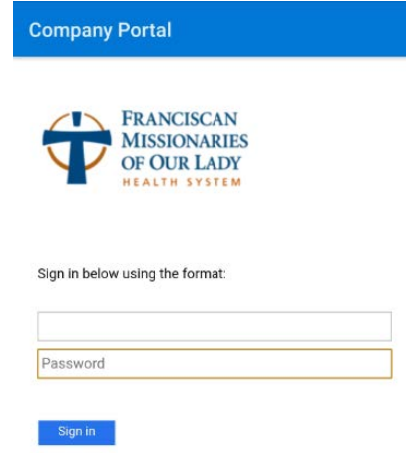 Company Portal
FRANCISCAN
MISSIONARIES
OF OUR LADY
HEALTH SYSTEM
Sign in below using the format:
Password
Sign in